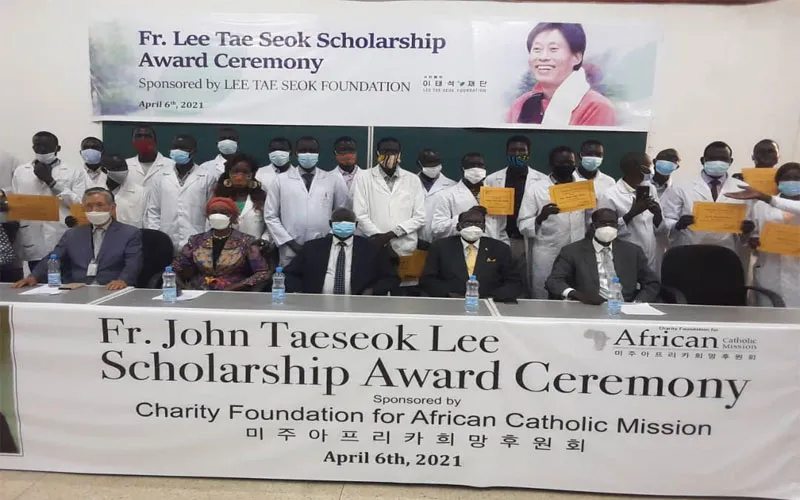 Fr. Lee Tae Seok Scholarship
Award Ceremony
Sponsored by LEE TAE SEOK FOUNDATION
이태석재단
LEE TAE SEOK FOUNDATION
April 6th, 2021
Fr. John Taeseok Lee
Scholarship Award Ceremony
Charity Foundation for
African Catholic
Mission
미주아프리카희망후원회
Sponsored by
Charity Foundation for African Catholic Mission
미주아프리카희망후원회
April 6th, 2021